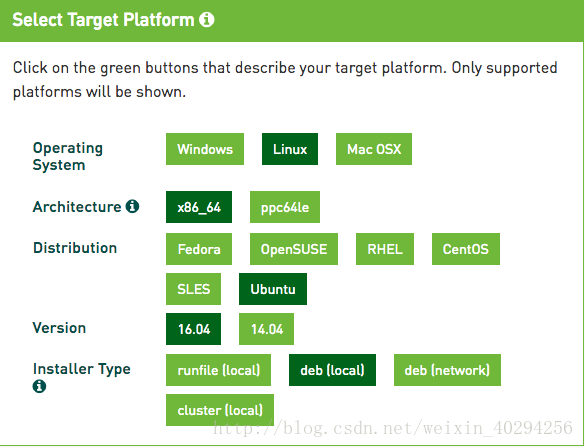 Select Target Platform
Click on the green buttons that describe your target platform. Only supported
platforms will be shown.
Operating System
Windows Linux Mac OSX
Architecture x86_64 ppc64le
Distribution Fedora OpenSUSE RHEL CentOS
SLES Ubuntu
Version 16.04 14.04
Installer Type runfile (local) deb (local) deb (network)
cluster (local)
http://blog.csdn.net/weixin_40294256